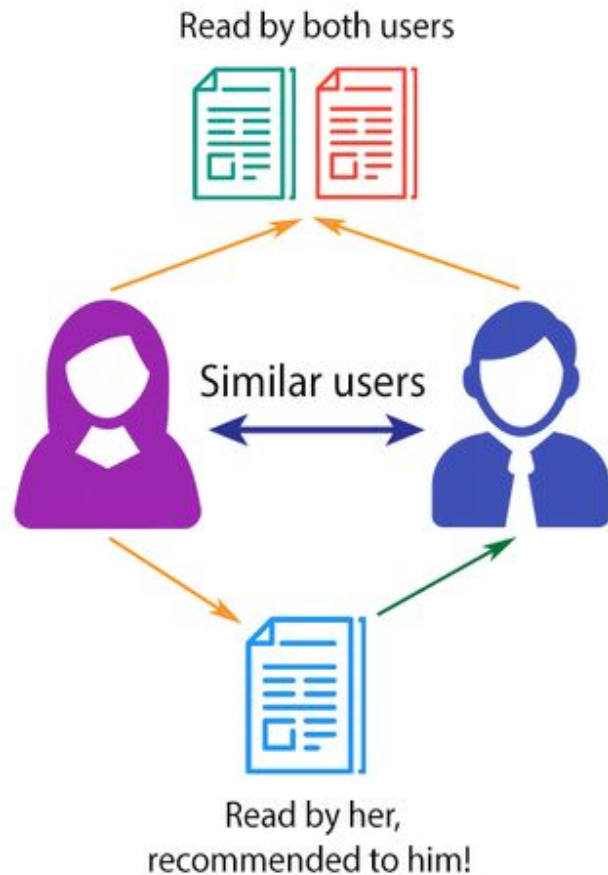 Read by both users
Similar users
Read by her,
recommended to him!